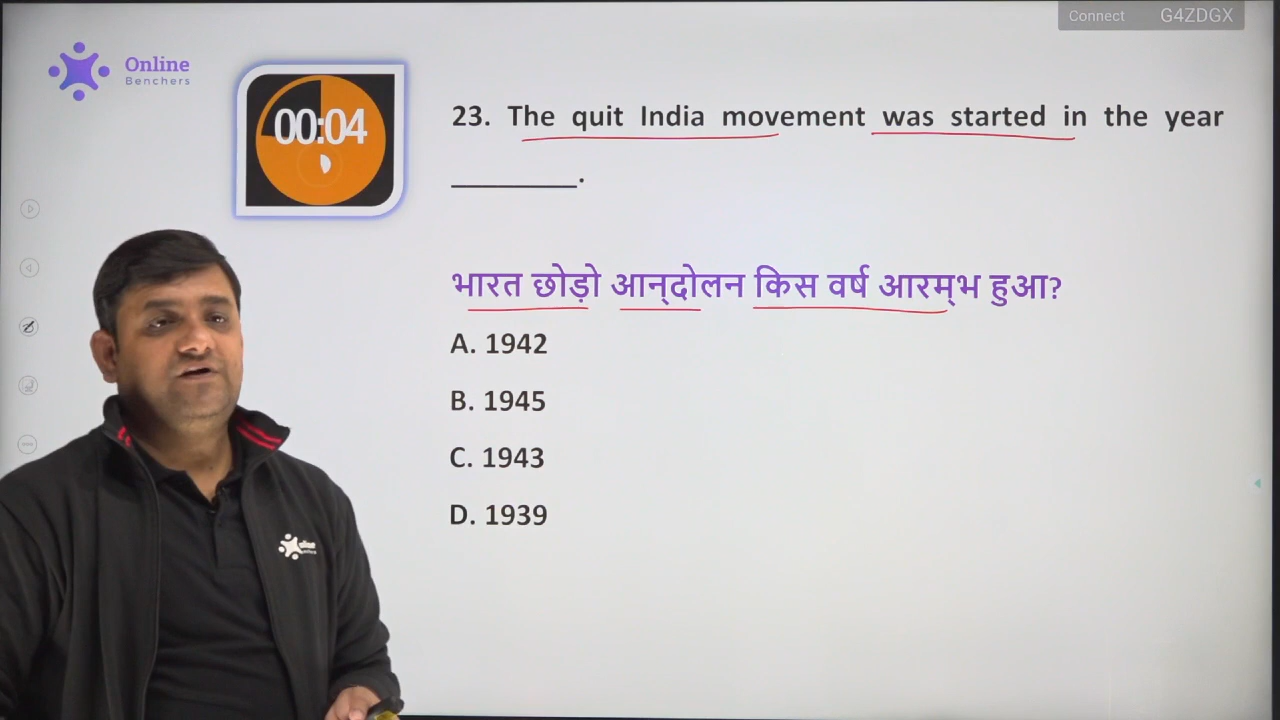 Connect G4ZDGX
Online
Benchers
00:04
23. The quit India movement was started in the year
__________.
भारत छोड़ो आन्दोलन किस वर्ष आरम्भ हुआ?
A. 1942
B. 1945
C. 1943
D. 1939